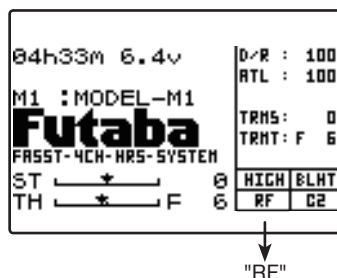 04h33m 6.4v
M1 :MODEL-M1
Futaba
FASST-4CH-HRS-SYSTEM
ST 0
TH F 6
D/R : 100
ATL : 100
TRMS: 0
TRMT: F 6
HIGH BLHT
RF C2
"RF"